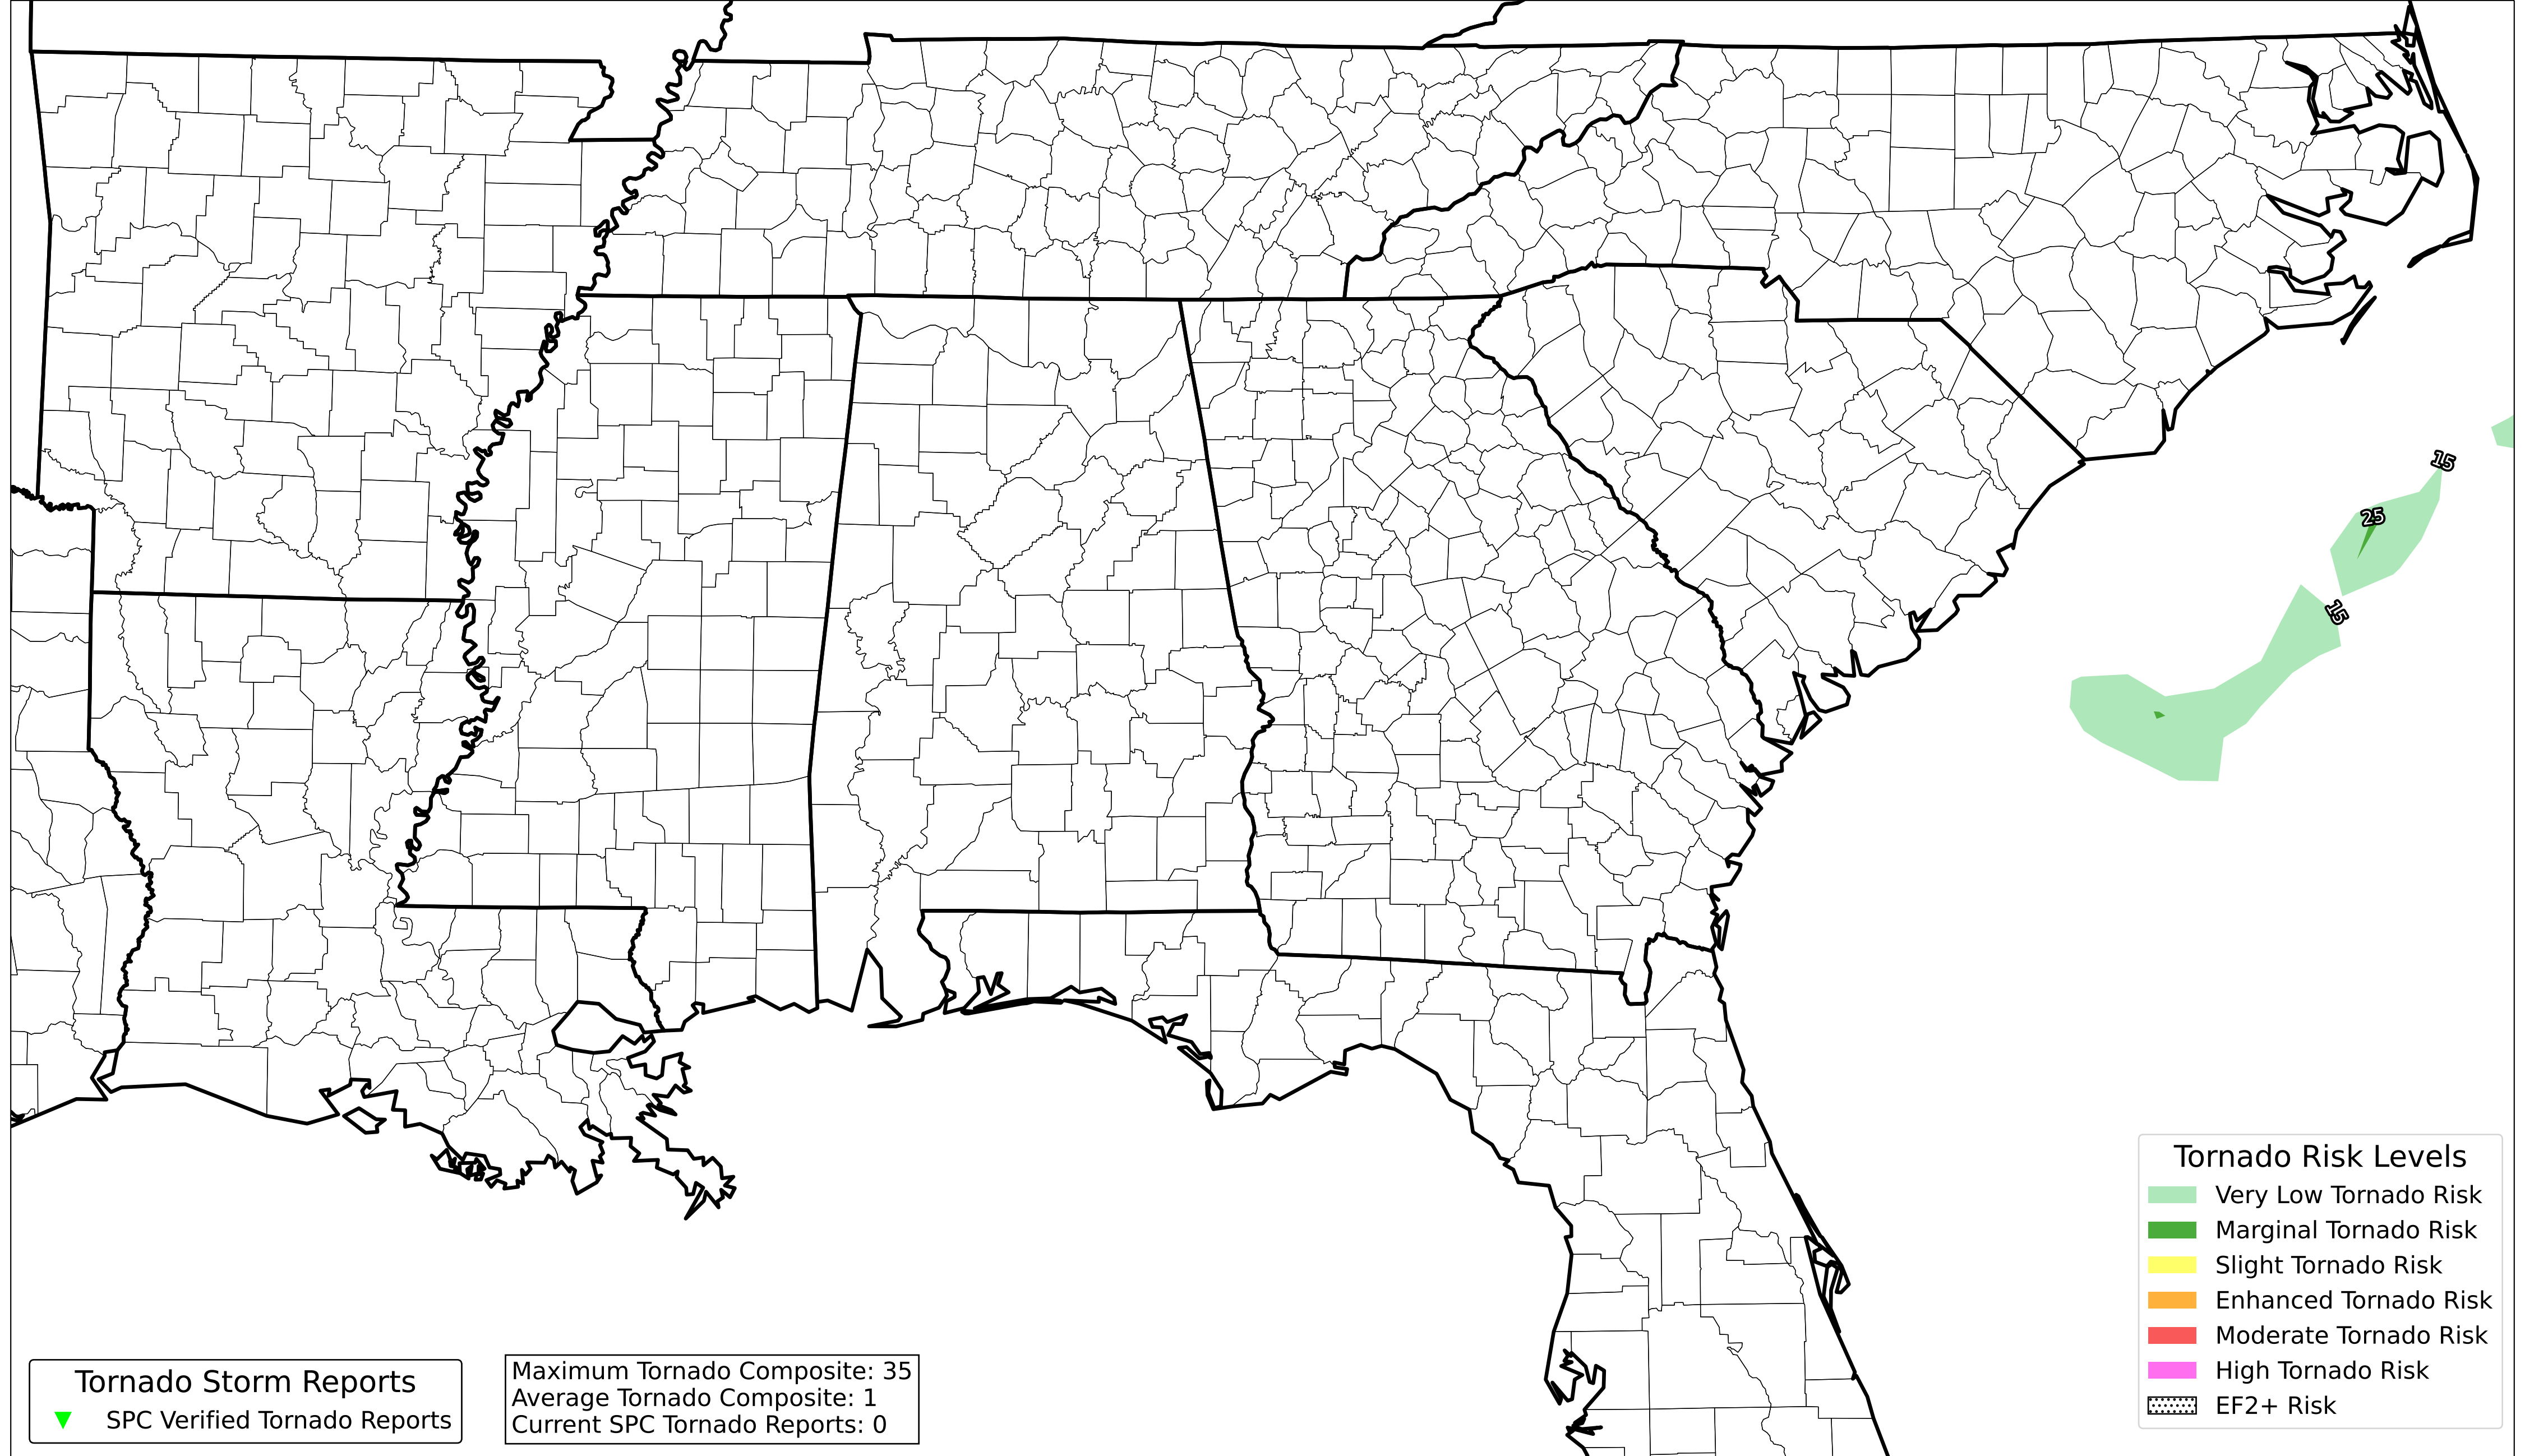 15
25
15
Tornado Risk Levels
Very Low Tornado Risk
Marginal Tornado Risk
Slight Tornado Risk
Enhanced Tornado Risk
Moderate Tornado Risk
High Tornado Risk
EF2+ Risk
Tornado Storm Reports
SPC Verified Tornado Reports
Maximum Tornado Composite: 35
Average Tornado Composite: 1
Current SPC Tornado Reports: 0